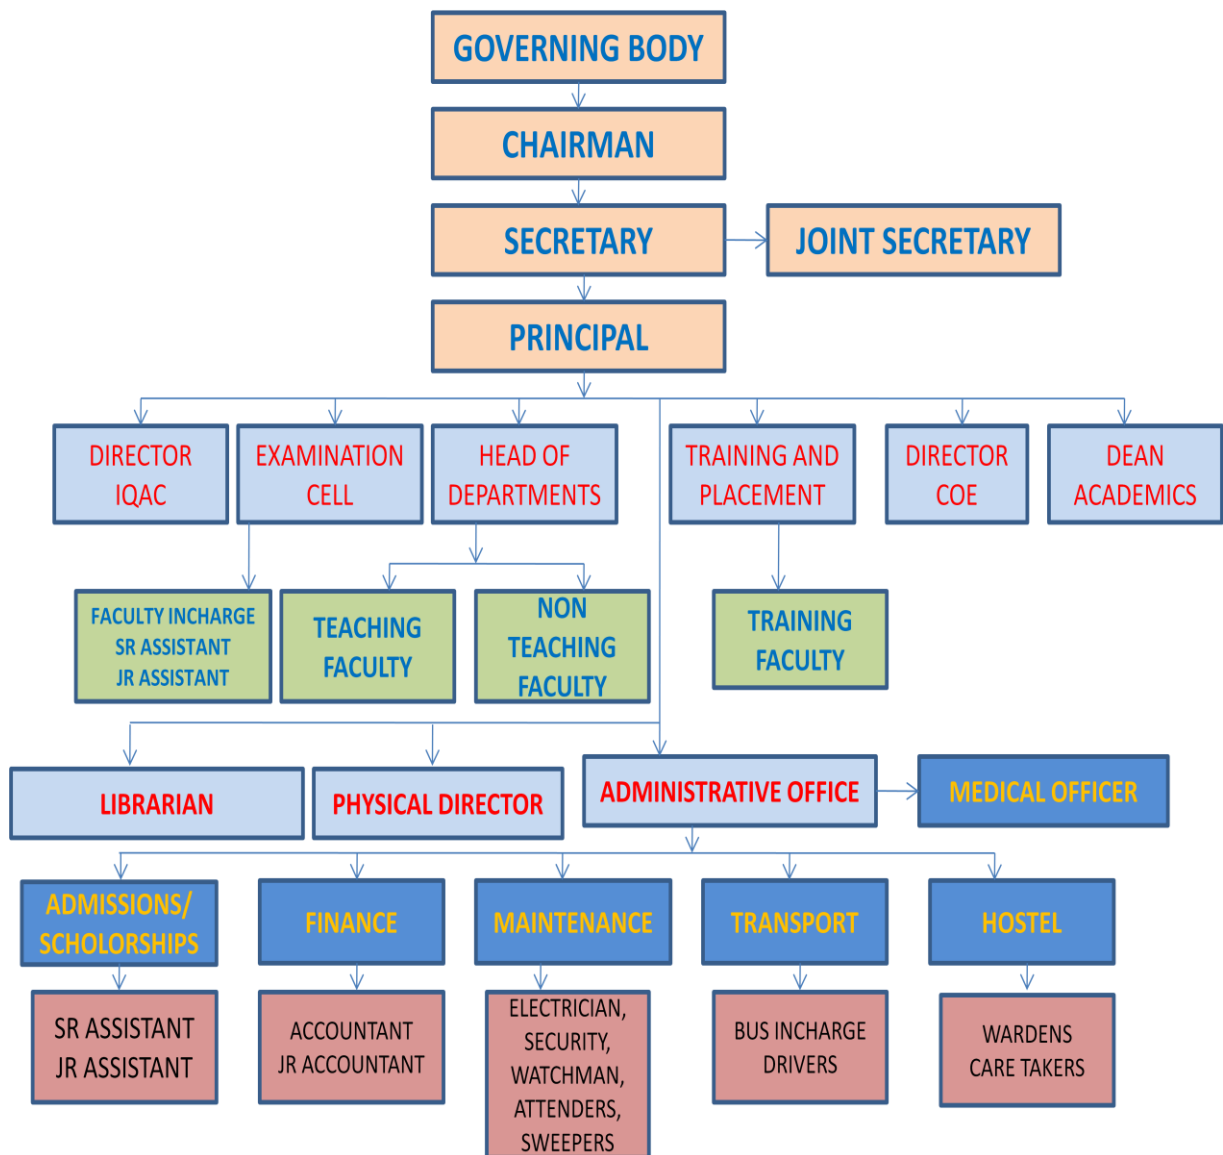 GOVERNING BODY
CHAIRMAN
SECRETARY
JOINT SECRETARY
PRINCIPAL
DIRECTOR
IQAC
EXAMINATION
CELL
HEAD OF
DEPARTMENTS
TRAINING AND
PLACEMENT
DIRECTOR
COE
DEAN
ACADEMICS
FACULTY INCHARGE
SR ASSISTANT
JR ASSISTANT
TEACHING
FACULTY
NON
TEACHING
FACULTY
TRAINING
FACULTY
LIBRARIAN
PHYSICAL DIRECTOR
ADMINISTRATIVE OFFICE
MEDICAL OFFICER
ADMISSIONS/
SCHOLORSHIPS
FINANCE
MAINTENANCE
TRANSPORT
HOSTEL
SR ASSISTANT
JR ASSISTANT
ACCOUNTANT
JR ACCOUNTANT
ELECTRICIAN,
SECURITY,
WATCHMAN,
ATTENDERS,
SWEEPERS
BUS INCHARGE
DRIVERS
WARDENS
CARE TAKERS